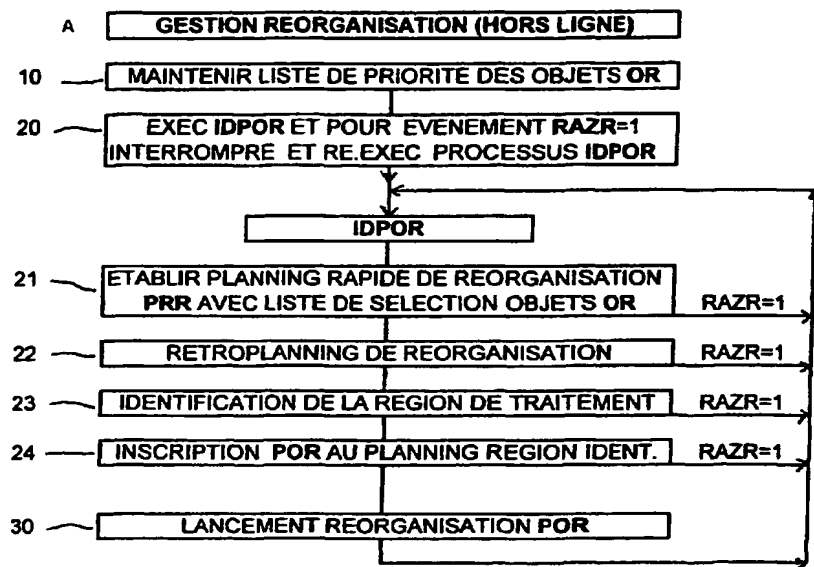 A GESTION REORGANISATION (HORS LIGNE)
10 MAINTENIR LISTE DE PRIORITE DES OBJETS OR
20 EXEC IDPOR ET POUR EVENEMENT RAZR=1
INTERROMPRE ET RE.EXEC PROCESSUS IDPOR
IDPOR
21 ETABLIR PLANNING RAPIDE DE REORGANISATION
PRR AVEC LISTE DE SELECTION OBJETS OR RAZR=1
22 RETROPLANNING DE REORGANISATION RAZR=1
23 IDENTIFICATION DE LA REGION DE TRAITEMENT RAZR=1
24 INSCRIPTION POR AU PLANNING REGION IDENT. RAZR=1
30 LANCEMENT REORGANISATION POR